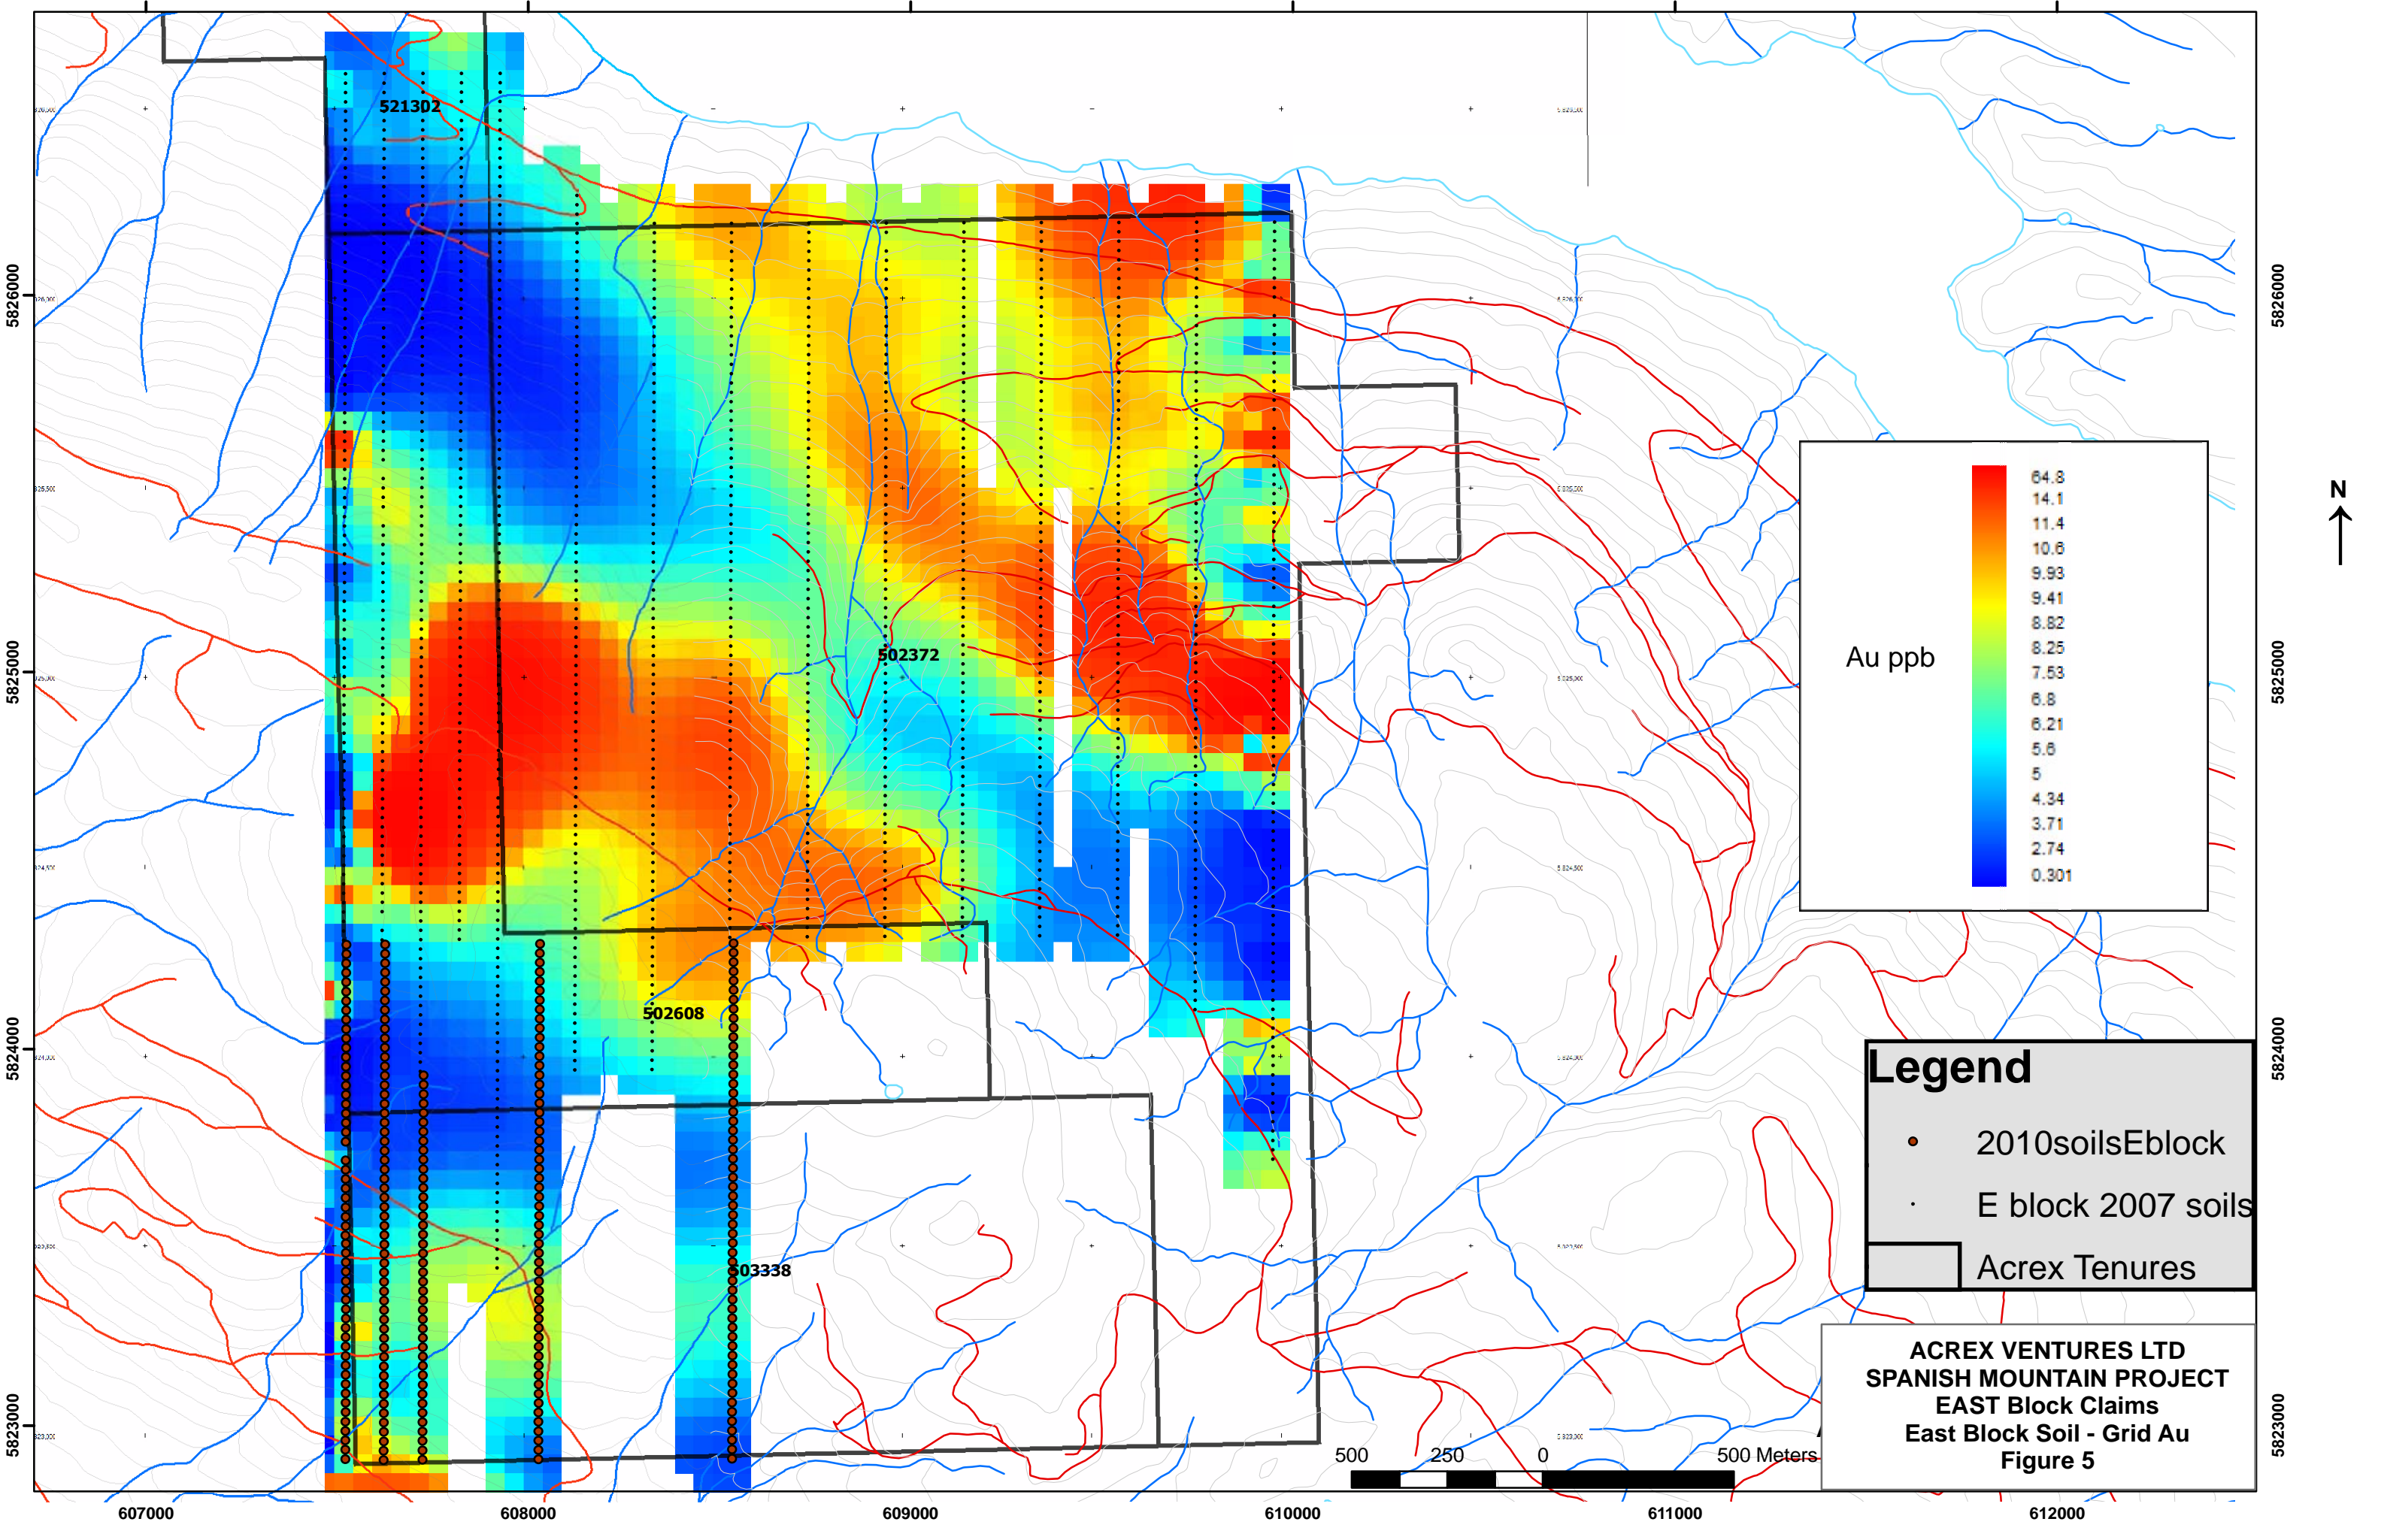 521302
502372
502608
503338
5826000
5825000
5824000
5823000
5826000
5825000
5824000
5823000
N
Au ppb
64.8
14.1
11.4
10.6
9.93
9.41
8.82
8.25
7.53
6.8
6.21
5.6
5
4.34
3.71
2.74
0.301
Legend
2010soilsEblock
E block 2007 soils
Acrex Tenures
ACREX VENTURES LTD
SPANISH MOUNTAIN PROJECT
EAST Block Claims
East Block Soil - Grid Au
Figure 5
500 250 0 500 Meters
607000 608000 609000 610000 611000 612000